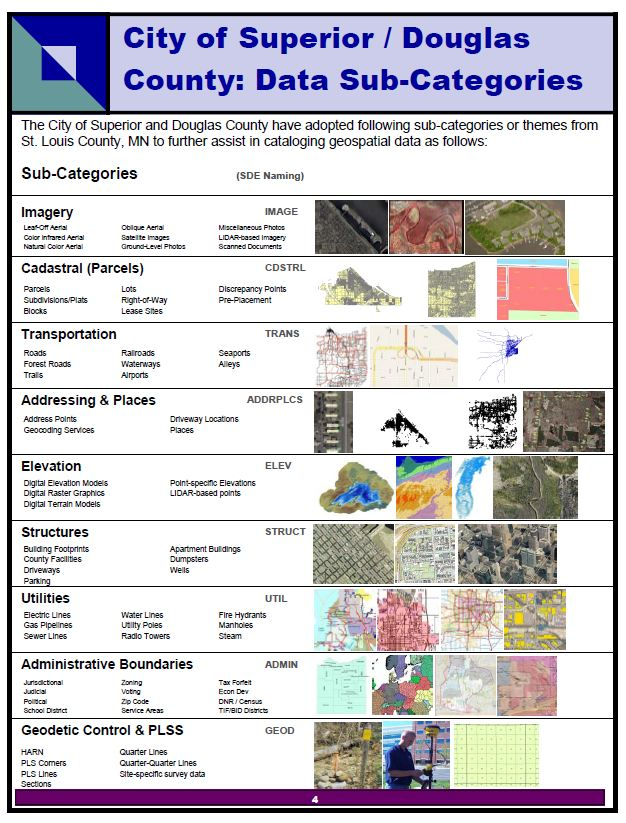 City of Superior / Douglas
County: Data Sub-Categories
The City of Superior and Douglas County have adopted following sub-categories or themes from
St. Louis County, MN to further assist in cataloging geospatial data as follows:
Sub-Categories (SDE Naming)
Imagery IMAGE
Leaf-Off Aerial Oblique Aerial Miscellaneous Photos
Color Infrared Aerial Satellite Images LIDAR-based Imagery
Natural Color Aerial Ground-Level Photos Scanned Documents
Cadastral (Parcels) CDSTRL
Parcels Lots Discrepancy Points
Subdivisions/Plats Right-of-Way Pre-Placement
Blocks Lease Sites
Transportation TRANS
Roads Railroads Seaports
Forest Roads Waterways Alleys
Trails Airports
Addressing & Places ADDRPLCS
Address Points Driveway Locations
Geocoding Services Places
Elevation ELEV
Digital Elevation Models Point-specific Elevations
Digital Raster Graphics LIDAR-based points
Digital Terrain Models
Structures STRUCT
Building Footprints Apartment Buildings
County Facilities Dumpsters
Driveways Wells
Parking
Utilities UTIL
Electric Lines Water Lines Fire Hydrants
Gas Pipelines Utility Poles Manholes
Sewer Lines Radio Towers Steam
Administrative Boundaries ADMIN
Jurisdictional Zoning Tax Forfeit
Judicial Voting Econ Dev
Political Zip Code DNR / Census
School District Service Areas TIF/BID Districts
Geodetic Control & PLSS GEOD
HARN Quarter Lines
PLS Corners Quarter-Quarter Lines
PLS Lines Site-specific survey data
Sections
4